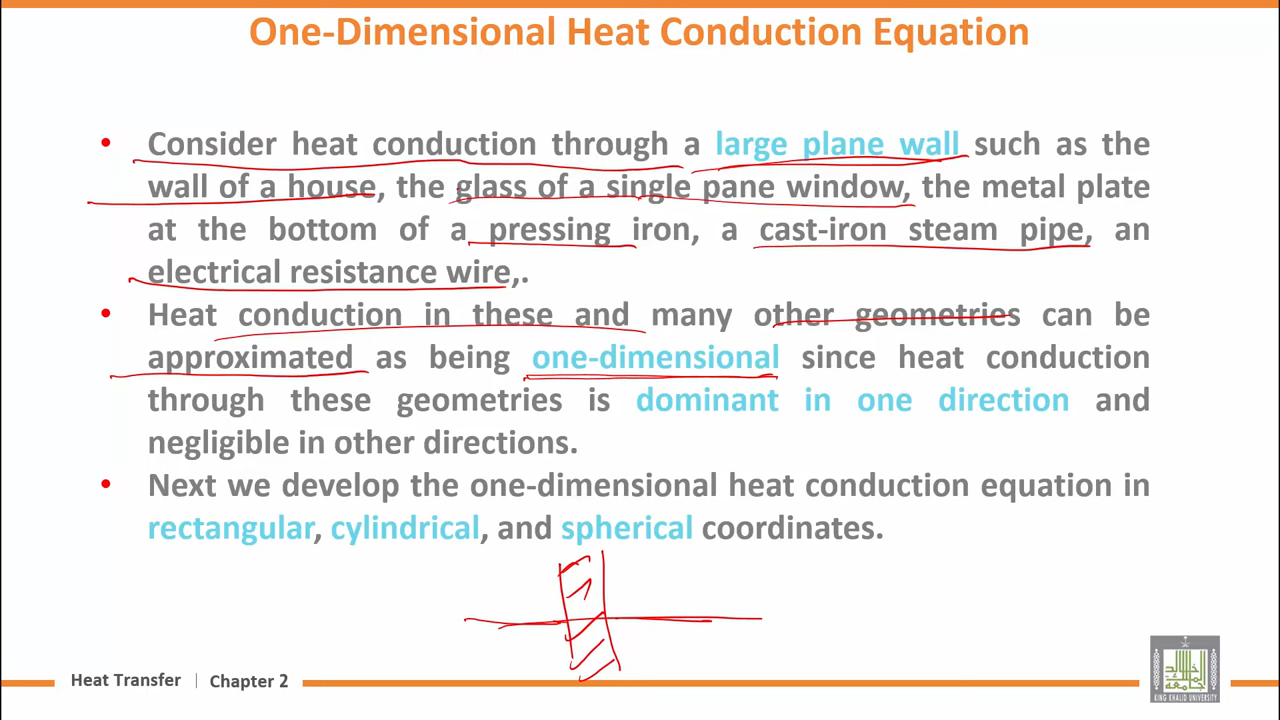 One-Dimensional Heat Conduction Equation
• Consider heat conduction through a large plane wall such as the
wall of a house, the glass of a single pane window, the metal plate
at the bottom of a pressing iron, a cast-iron steam pipe, an
electrical resistance wire,.
• Heat conduction in these and many other geometries can be
approximated as being one-dimensional since heat conduction
through these geometries is dominant in one direction and
negligible in other directions.
• Next we develop the one-dimensional heat conduction equation in
rectangular, cylindrical, and spherical coordinates.
Heat Transfer | Chapter 2
KING KHALID UNIVERSITY